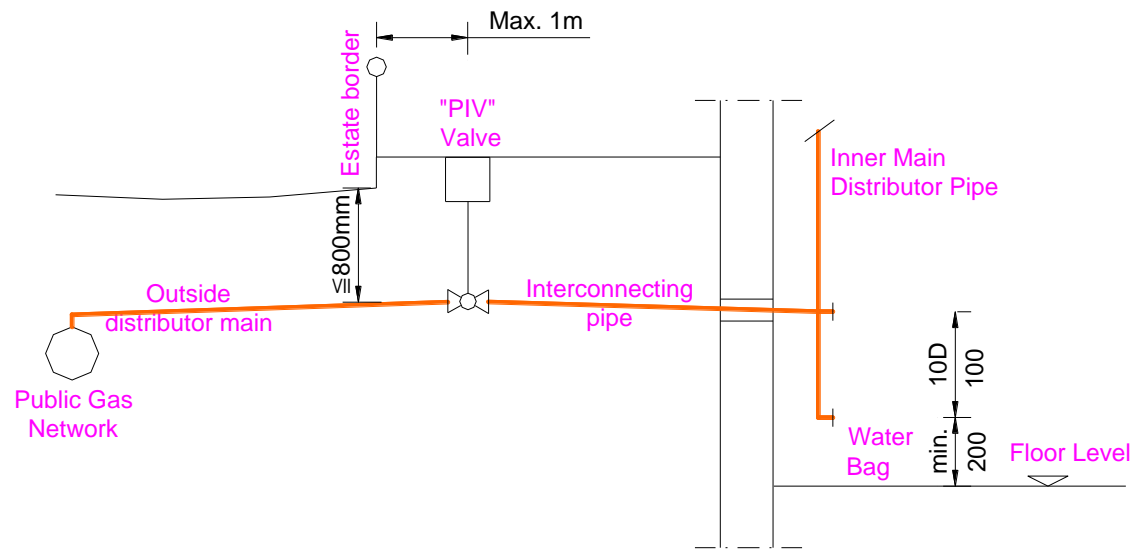 Max. 1m
Estate border
"PIV"
Valve
Inner Main
Distributor Pipe
≤800mm
Outside
distributor main
Interconnecting
pipe
Public Gas
Network
10D
100
Water
Bag
min.
200
Floor Level